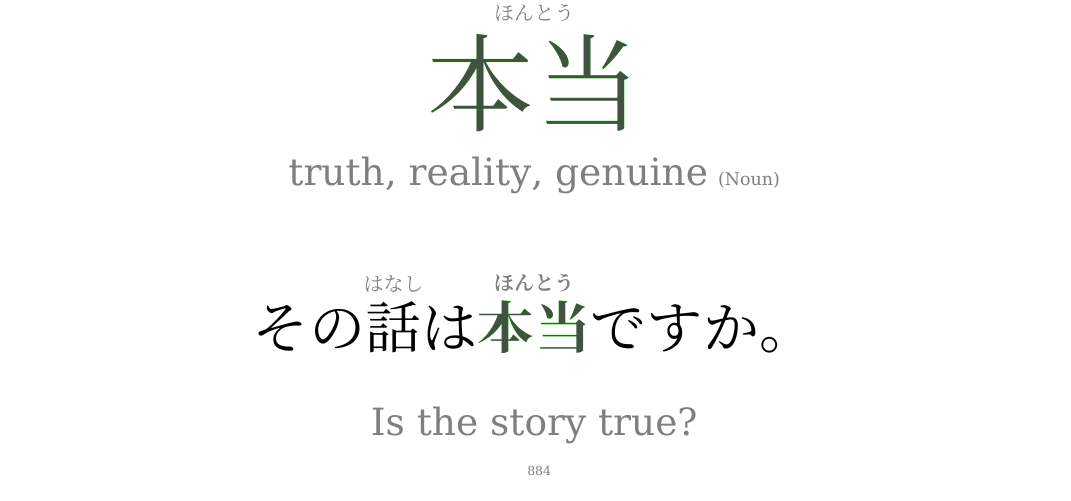 ほんとう
本当
truth, reality, genuine (Noun)
はなし ほんとう
その話は本当ですか。
Is the story true?
884